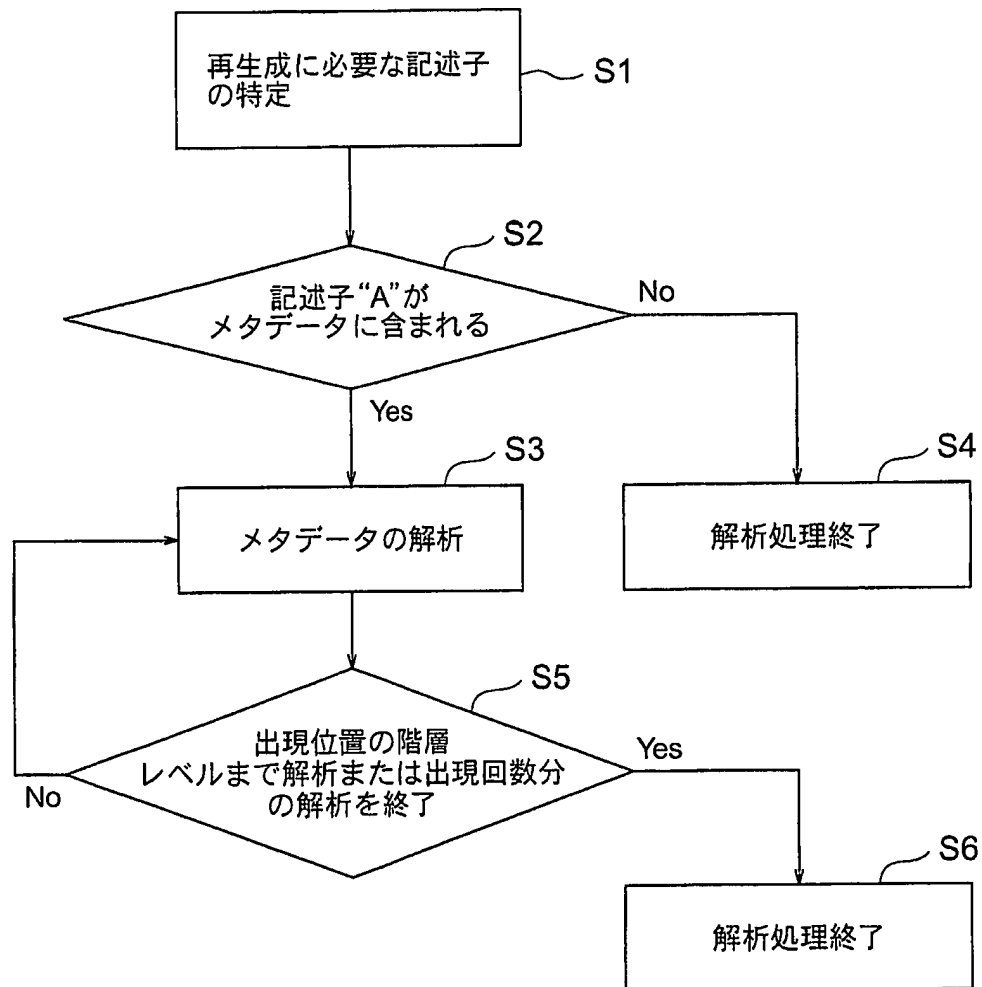 再生成に必要な記述子
の特定
S1
S2
記述子“A”が
メタデータに含まれる
No
Yes
S3
メタデータの解析
S4
解析処理終了
S5
出現位置の階層
レベルまで解析または出現回数分
の解析を終了
No
Yes
S6
解析処理終了